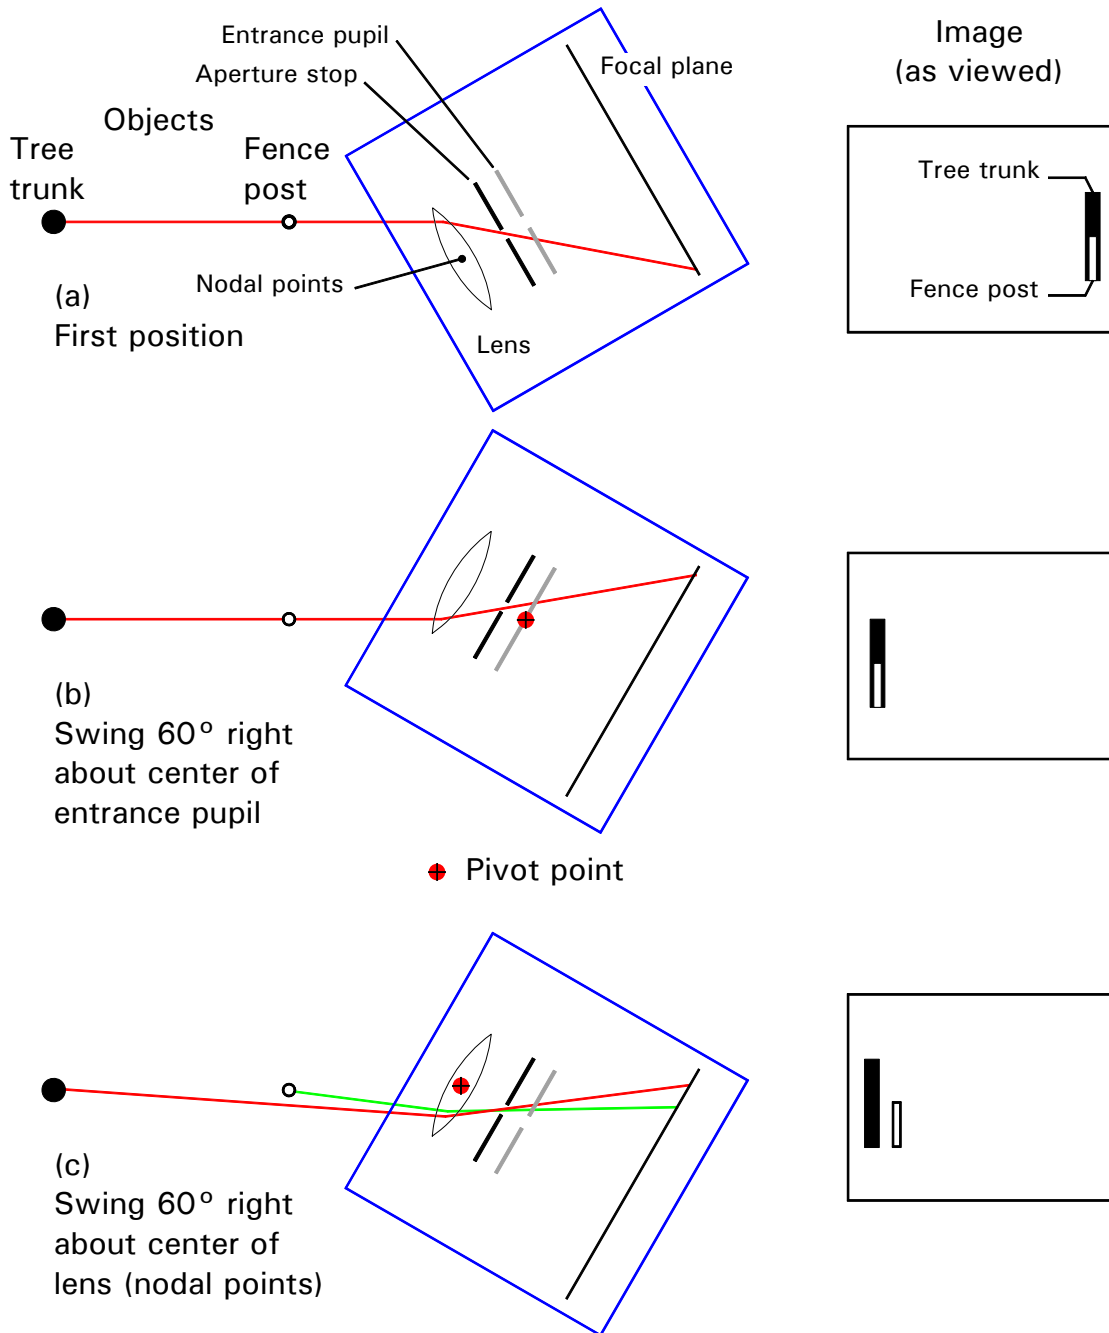 Entrance pupil
Aperture stop
Focal plane
Image
(as viewed)
Objects
Tree
trunk
Fence
post
Tree trunk
Nodal points
Fence post
(a)
First position
Lens
(b)
Swing 60° right
about center of
entrance pupil
Pivot point
(c)
Swing 60° right
about center of
lens (nodal points)